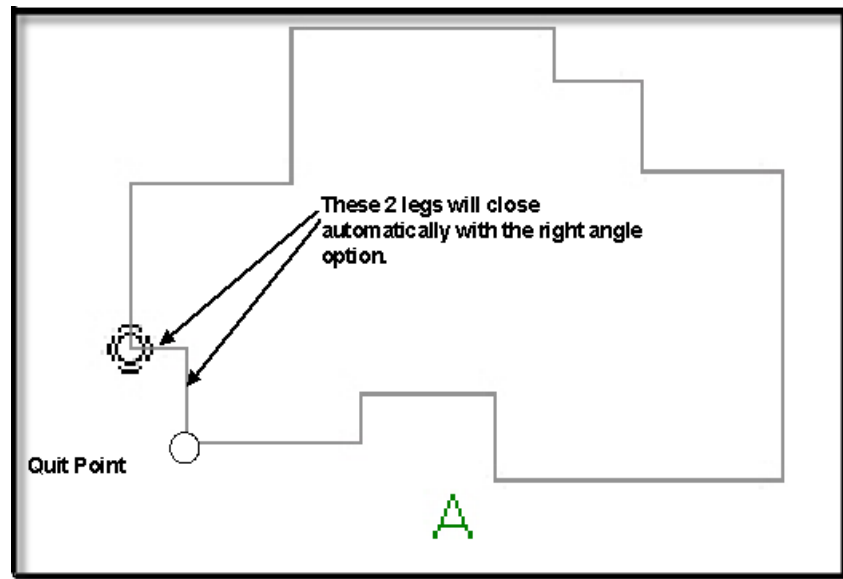 These 2 legs will close
automatically with the right angle
option.
Quit Point
A